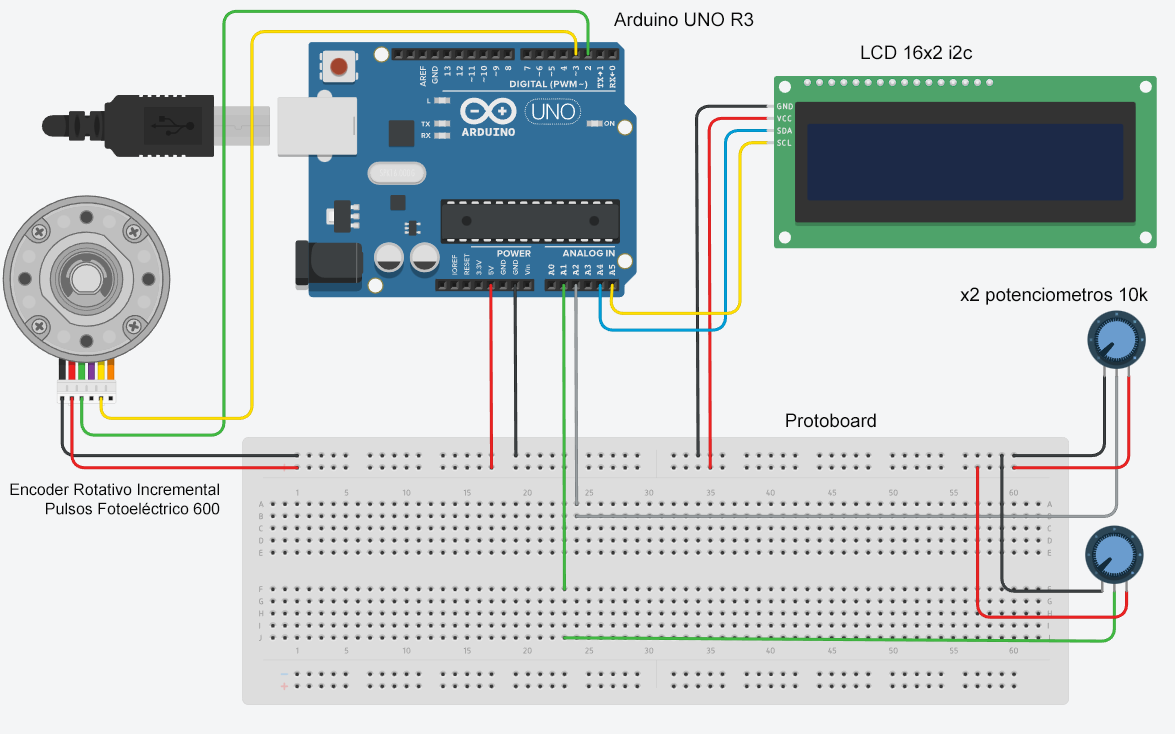 Arduino UNO R3
LCD 16x2 i2c
AREF
GND
13
12
~11
~10
~9
8
7
~6
~5
4
~3
2
TX→1
RX←0
DIGITAL (PWM~)
L
TX
RX
ARDUINO
UNO
ON
GND
VCC
SDA
SCL
POWER
ANALOG IN
IOREF
RESET
3.3V
5V
GND
GND
Vin
A0
A1
A2
A3
A4
A5
x2 potenciometros 10k
Protoboard
Encoder Rotativo Incremental
Pulsos Fotoeléctrico 600
1 5 10 15 20 25 30 35 40 45 50 55 60
A A
B B
C C
D D
E E
F F
G G
H H
I I
J
1 5 10 15 20 25 30 35 40 45 50 55 60
−
+